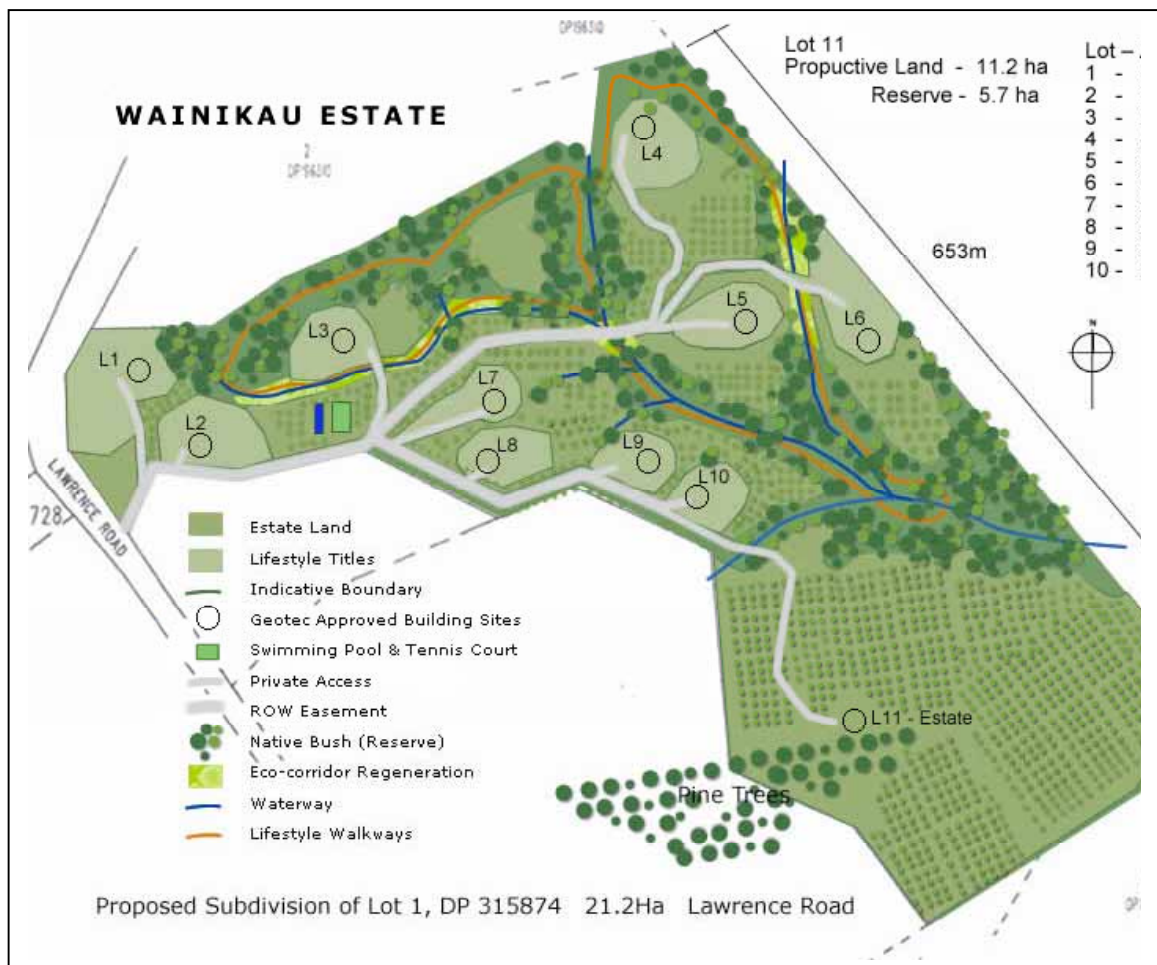 DP196310
Lot 11
Propuctive Land - 11.2 ha
Reserve - 5.7 ha
Lot –
1 -
2 -
3 -
4 -
5 -
6 -
7 -
8 -
9 -
10 -
WAINIKAU ESTATE
2
DP196310
L4
653m
N
L5
L6
L3
L1
L7
L2
L9
L8
L10
LAWRENCE ROAD
728
Estate Land
Lifestyle Titles
Indicative Boundary
Geotec Approved Building Sites
Swimming Pool & Tennis Court
Private Access
ROW Easement
Native Bush (Reserve)
Eco-corridor Regeneration
Waterway
Lifestyle Walkways
L11 - Estate
Pine Trees
Proposed Subdivision of Lot 1, DP 315874 21.2Ha Lawrence Road